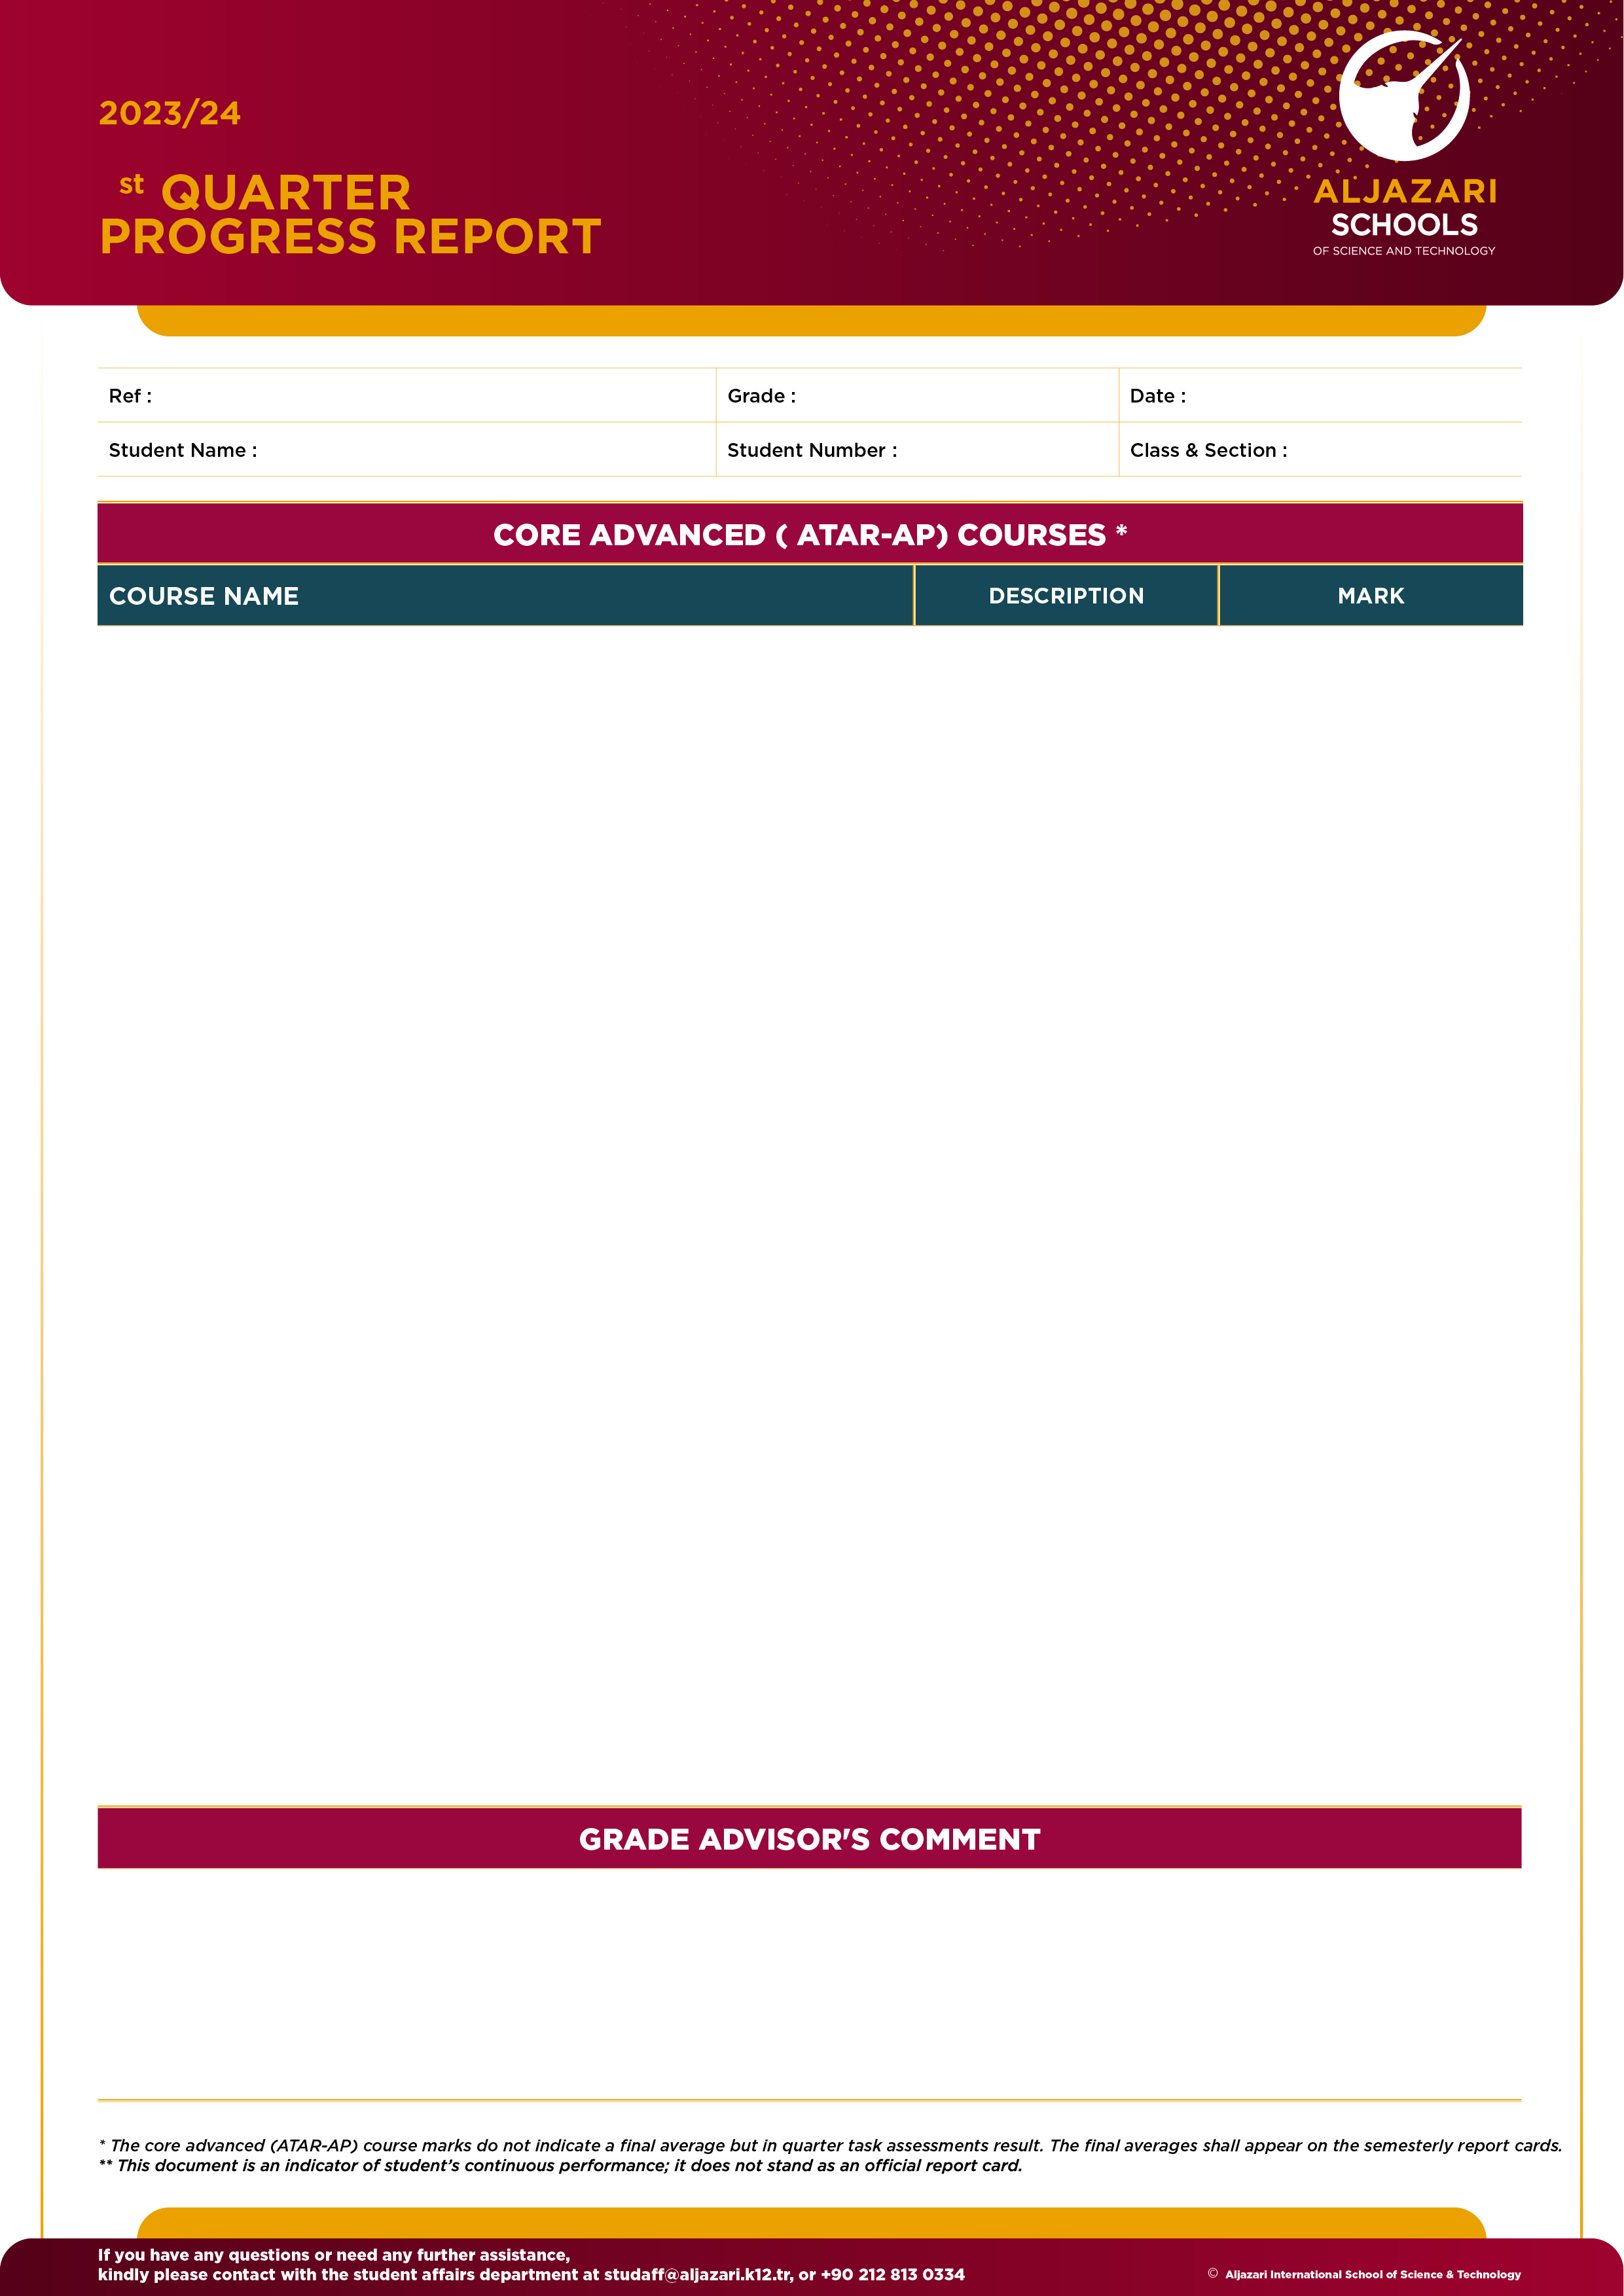 2023/24
st QUARTER
PROGRESS REPORT
ALJAZARI
SCHOOLS
OF SCIENCE AND TECHNOLOGY
Ref : Grade : Date :
Student Name : Student Number : Class & Section :
CORE ADVANCED ( ATAR-AP) COURSES *
COURSE NAME DESCRIPTION MARK
GRADE ADVISOR'S COMMENT
* The core advanced (ATAR-AP) course marks do not indicate a final average but in quarter task assessments result. The final averages shall appear on the semesterly report cards.
** This document is an indicator of student’s continuous performance; it does not stand as an official report card.
If you have any questions or need any further assistance,
kindly please contact with the student affairs department at studaff@aljazari.k12.tr, or +90 212 813 0334
© Aljazari International School of Science & Technology